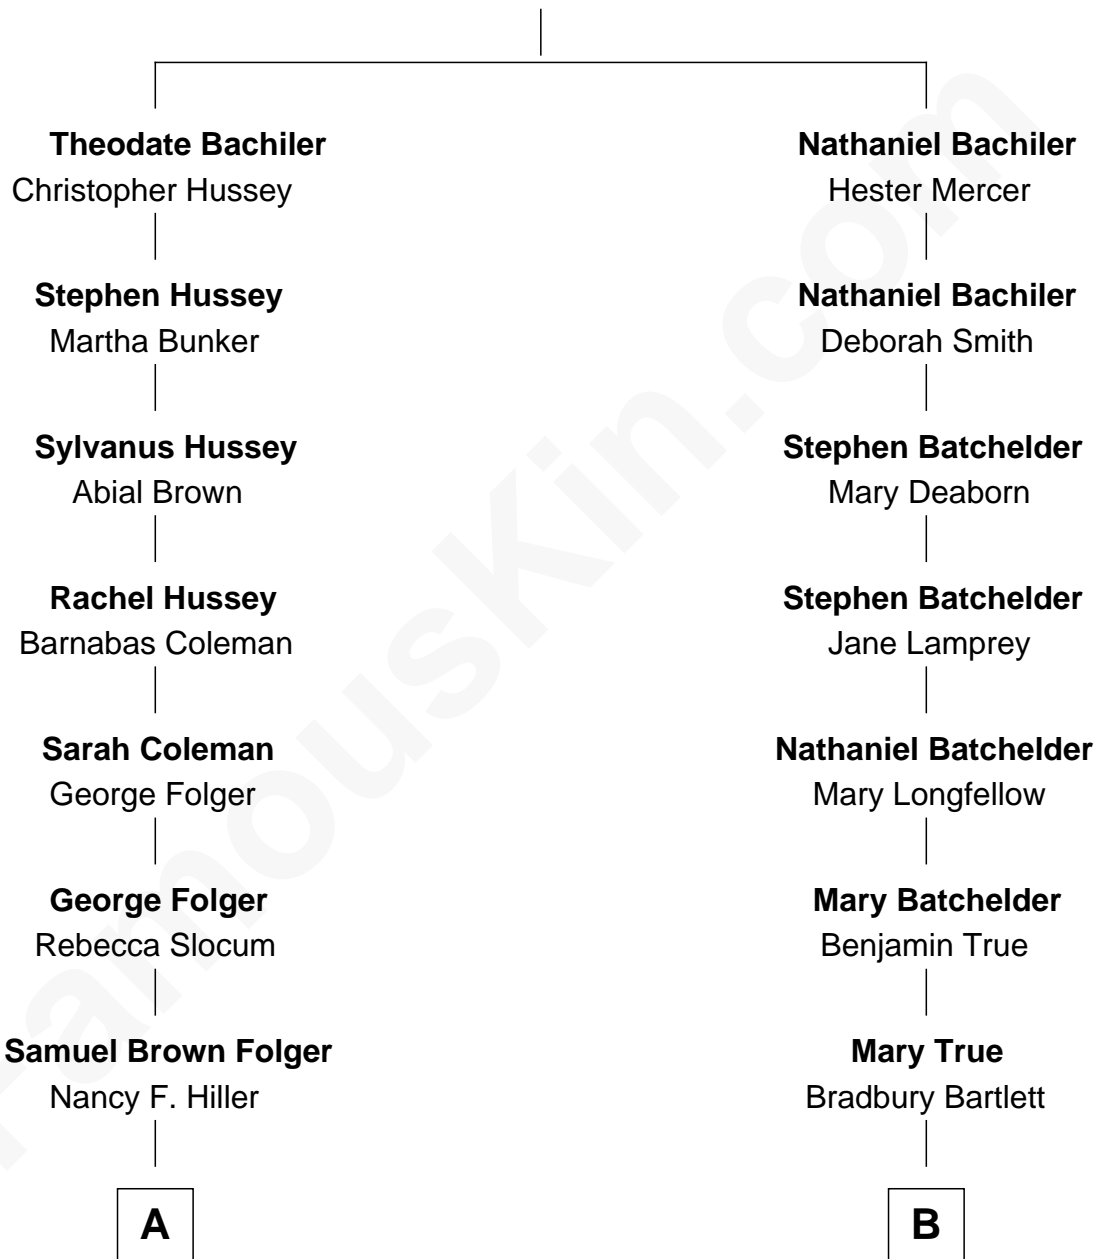 Theodate Bachiler
Christopher Hussey
Stephen Hussey
Martha Bunker
Sylvanus Hussey
Abial Brown
Rachel Hussey
Barnabas Coleman
Sarah Coleman
George Folger
George Folger
Rebecca Slocum
Samuel Brown Folger
Nancy F. Hiller
A
Nathaniel Bachiler
Hester Mercer
Nathaniel Bachiler
Deborah Smith
Stephen Batchelder
Mary Deaborn
Stephen Batchelder
Jane Lamprey
Nathaniel Batchelder
Mary Longfellow
Mary Batchelder
Benjamin True
Mary True
Bradbury Bartlett
B
FamousKin.com